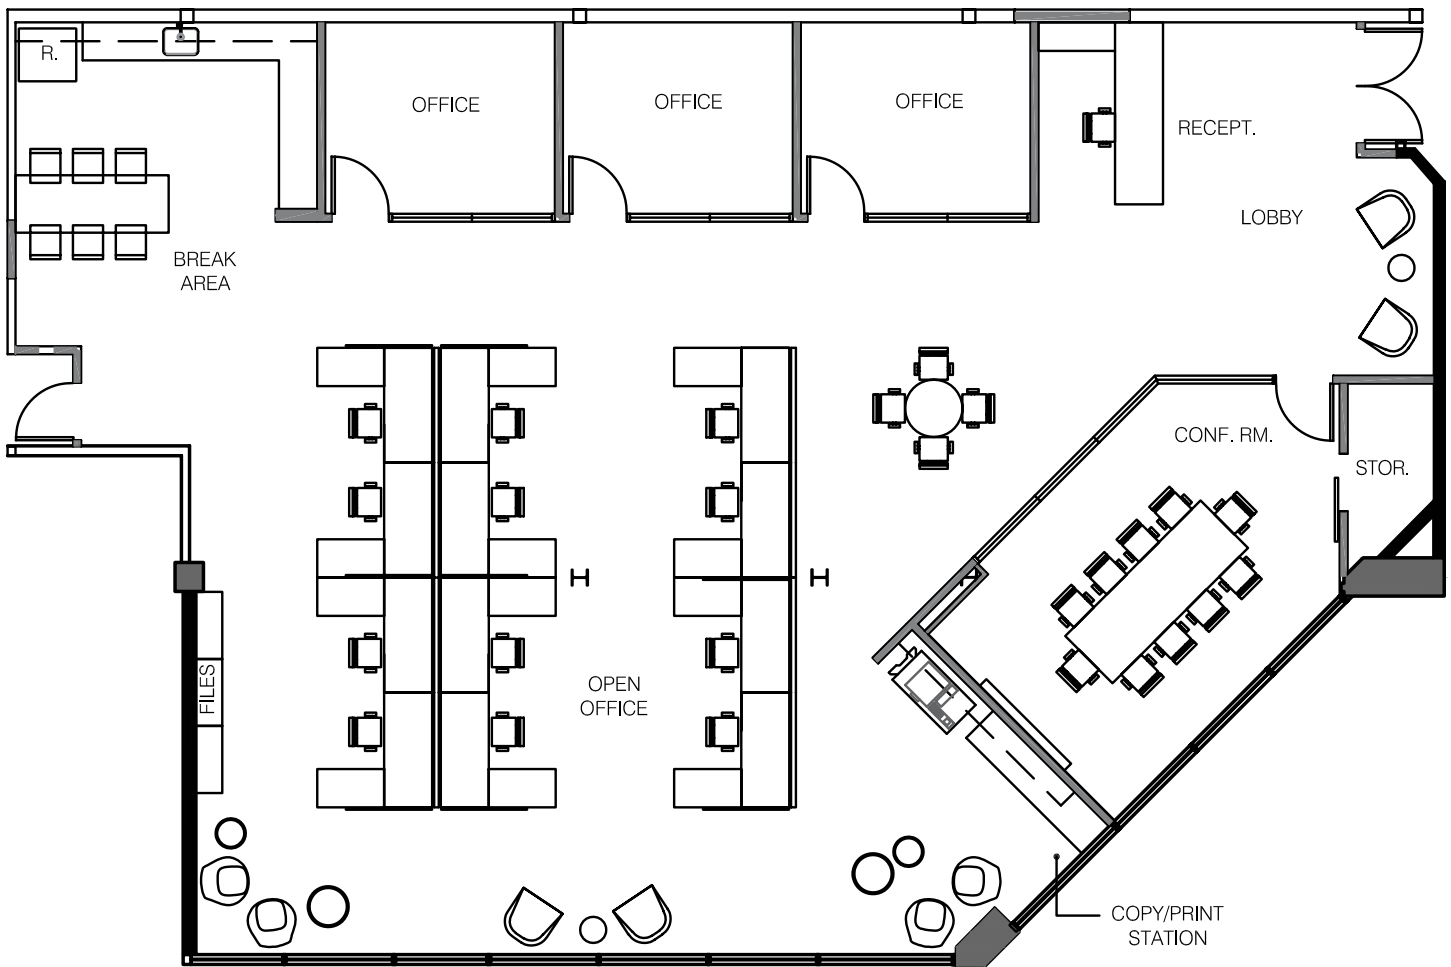 R.
OFFICE
OFFICE
OFFICE
RECEPT.
LOBBY
BREAK
AREA
CONF. RM.
STOR.
FILES
OPEN
OFFICE
COPY/PRINT
STATION